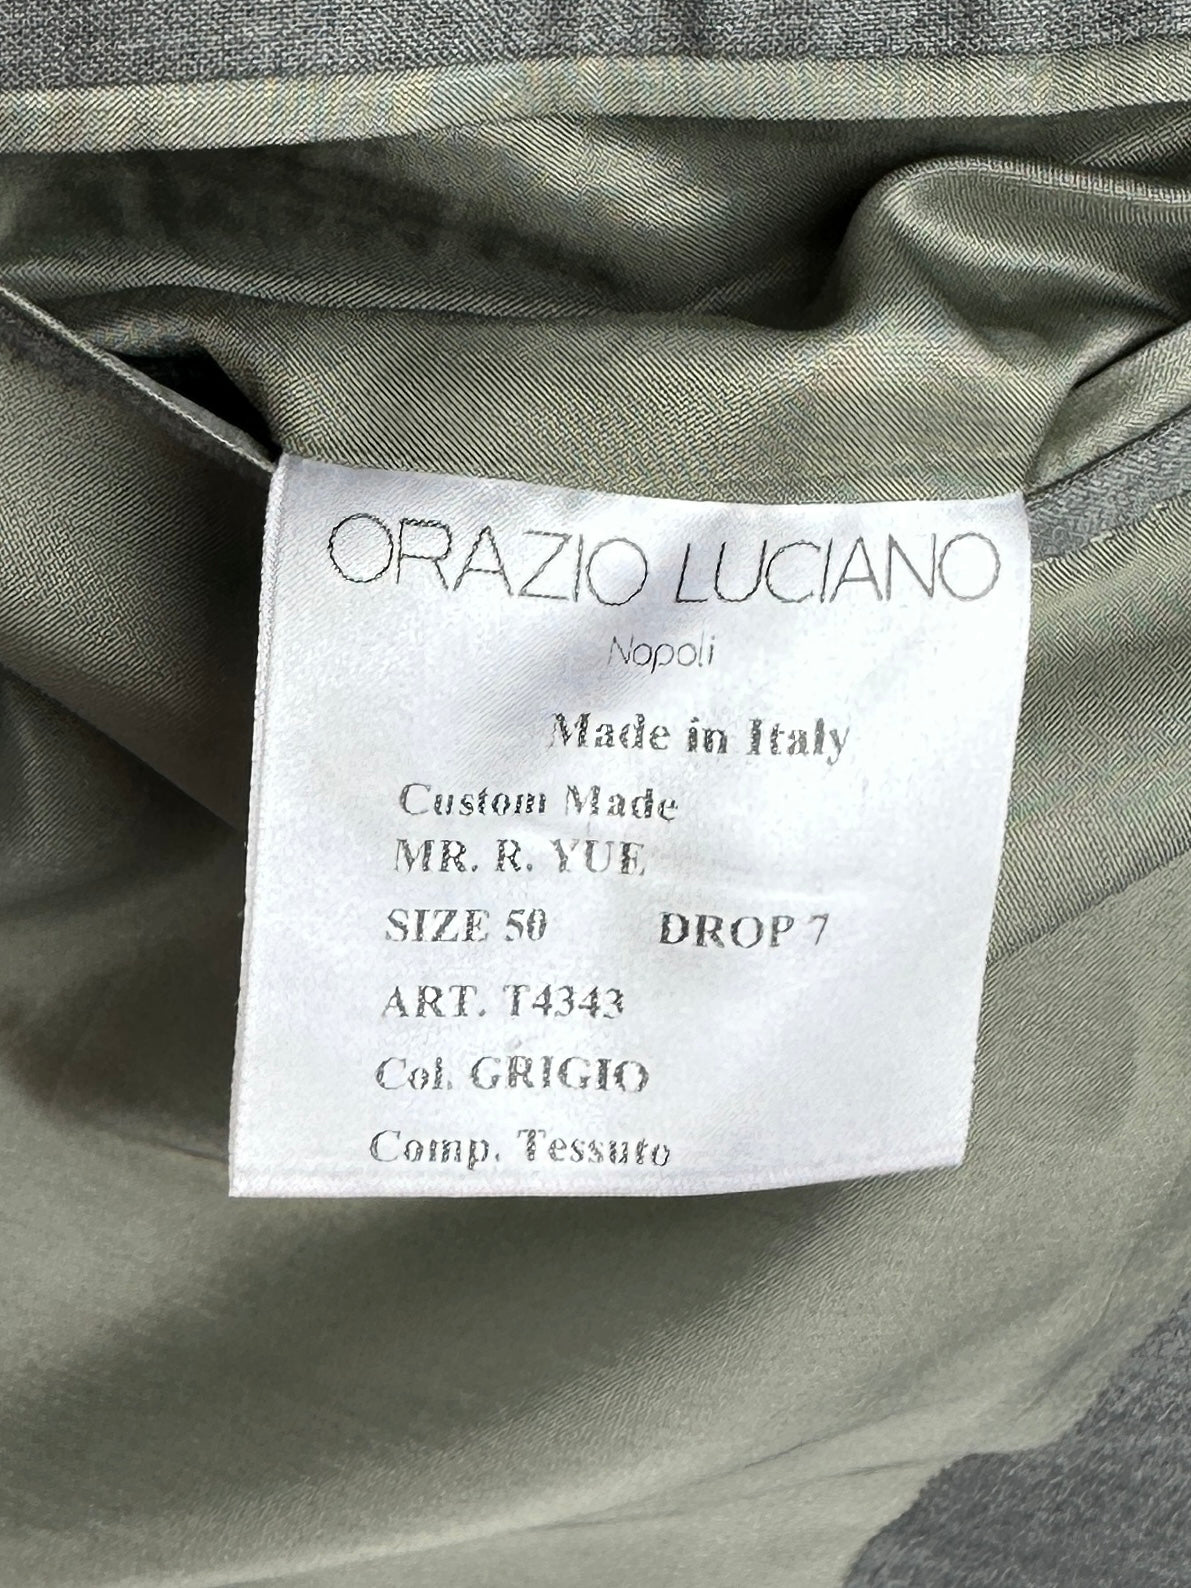 ORAZIO LUCIANO
Napoli
Made in Italy
Custom Made
MR. R. YUE
SIZE 50 DROP 7
ART. T4343
Col. GRIGIO
Comp. Tessuto